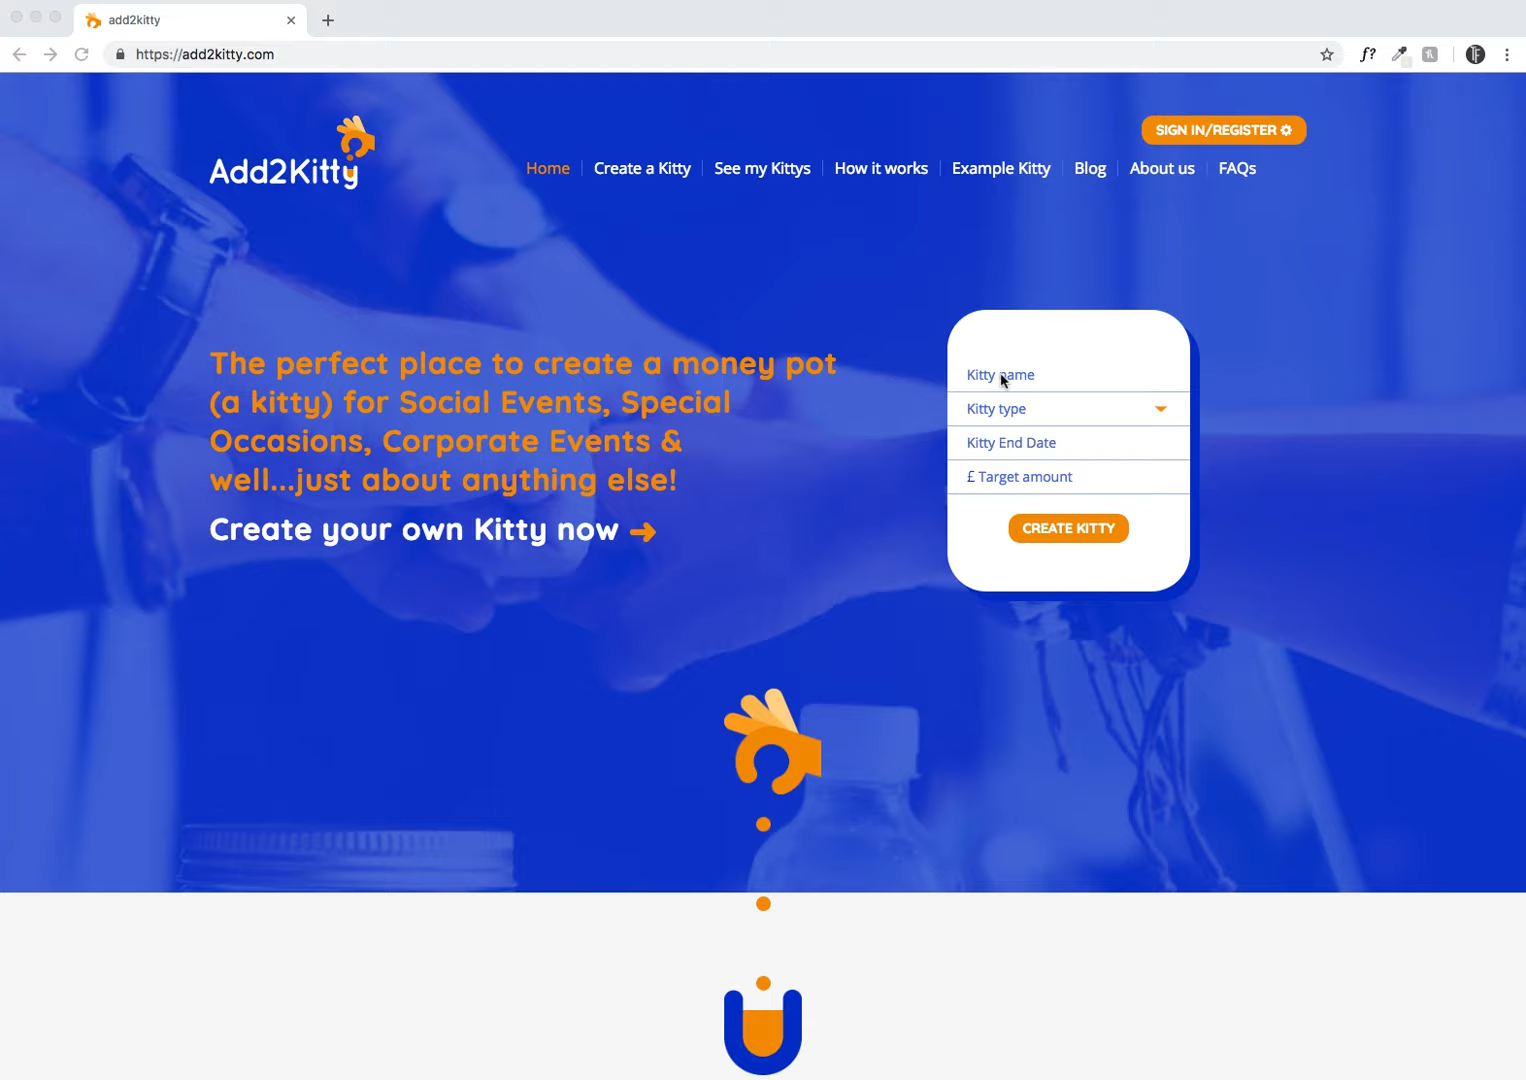 add2kitty
https://add2kitty.com
f?
SIGN IN/REGISTER
Add2Kitty
Home
Create a Kitty
See my Kittys
How it works
Example Kitty
Blog
About us
FAQs
The perfect place to create a money pot
(a kitty) for Social Events, Special
Occasions, Corporate Events &
well...just about anything else!
Create your own Kitty now
Kitty name
Kitty type
Kitty End Date
£ Target amount
CREATE KITTY